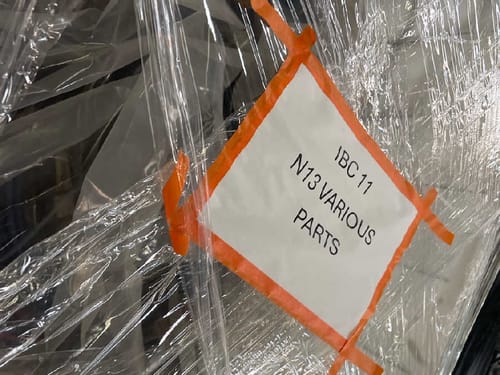 IBC 11
N13 VARIOUS
PARTS